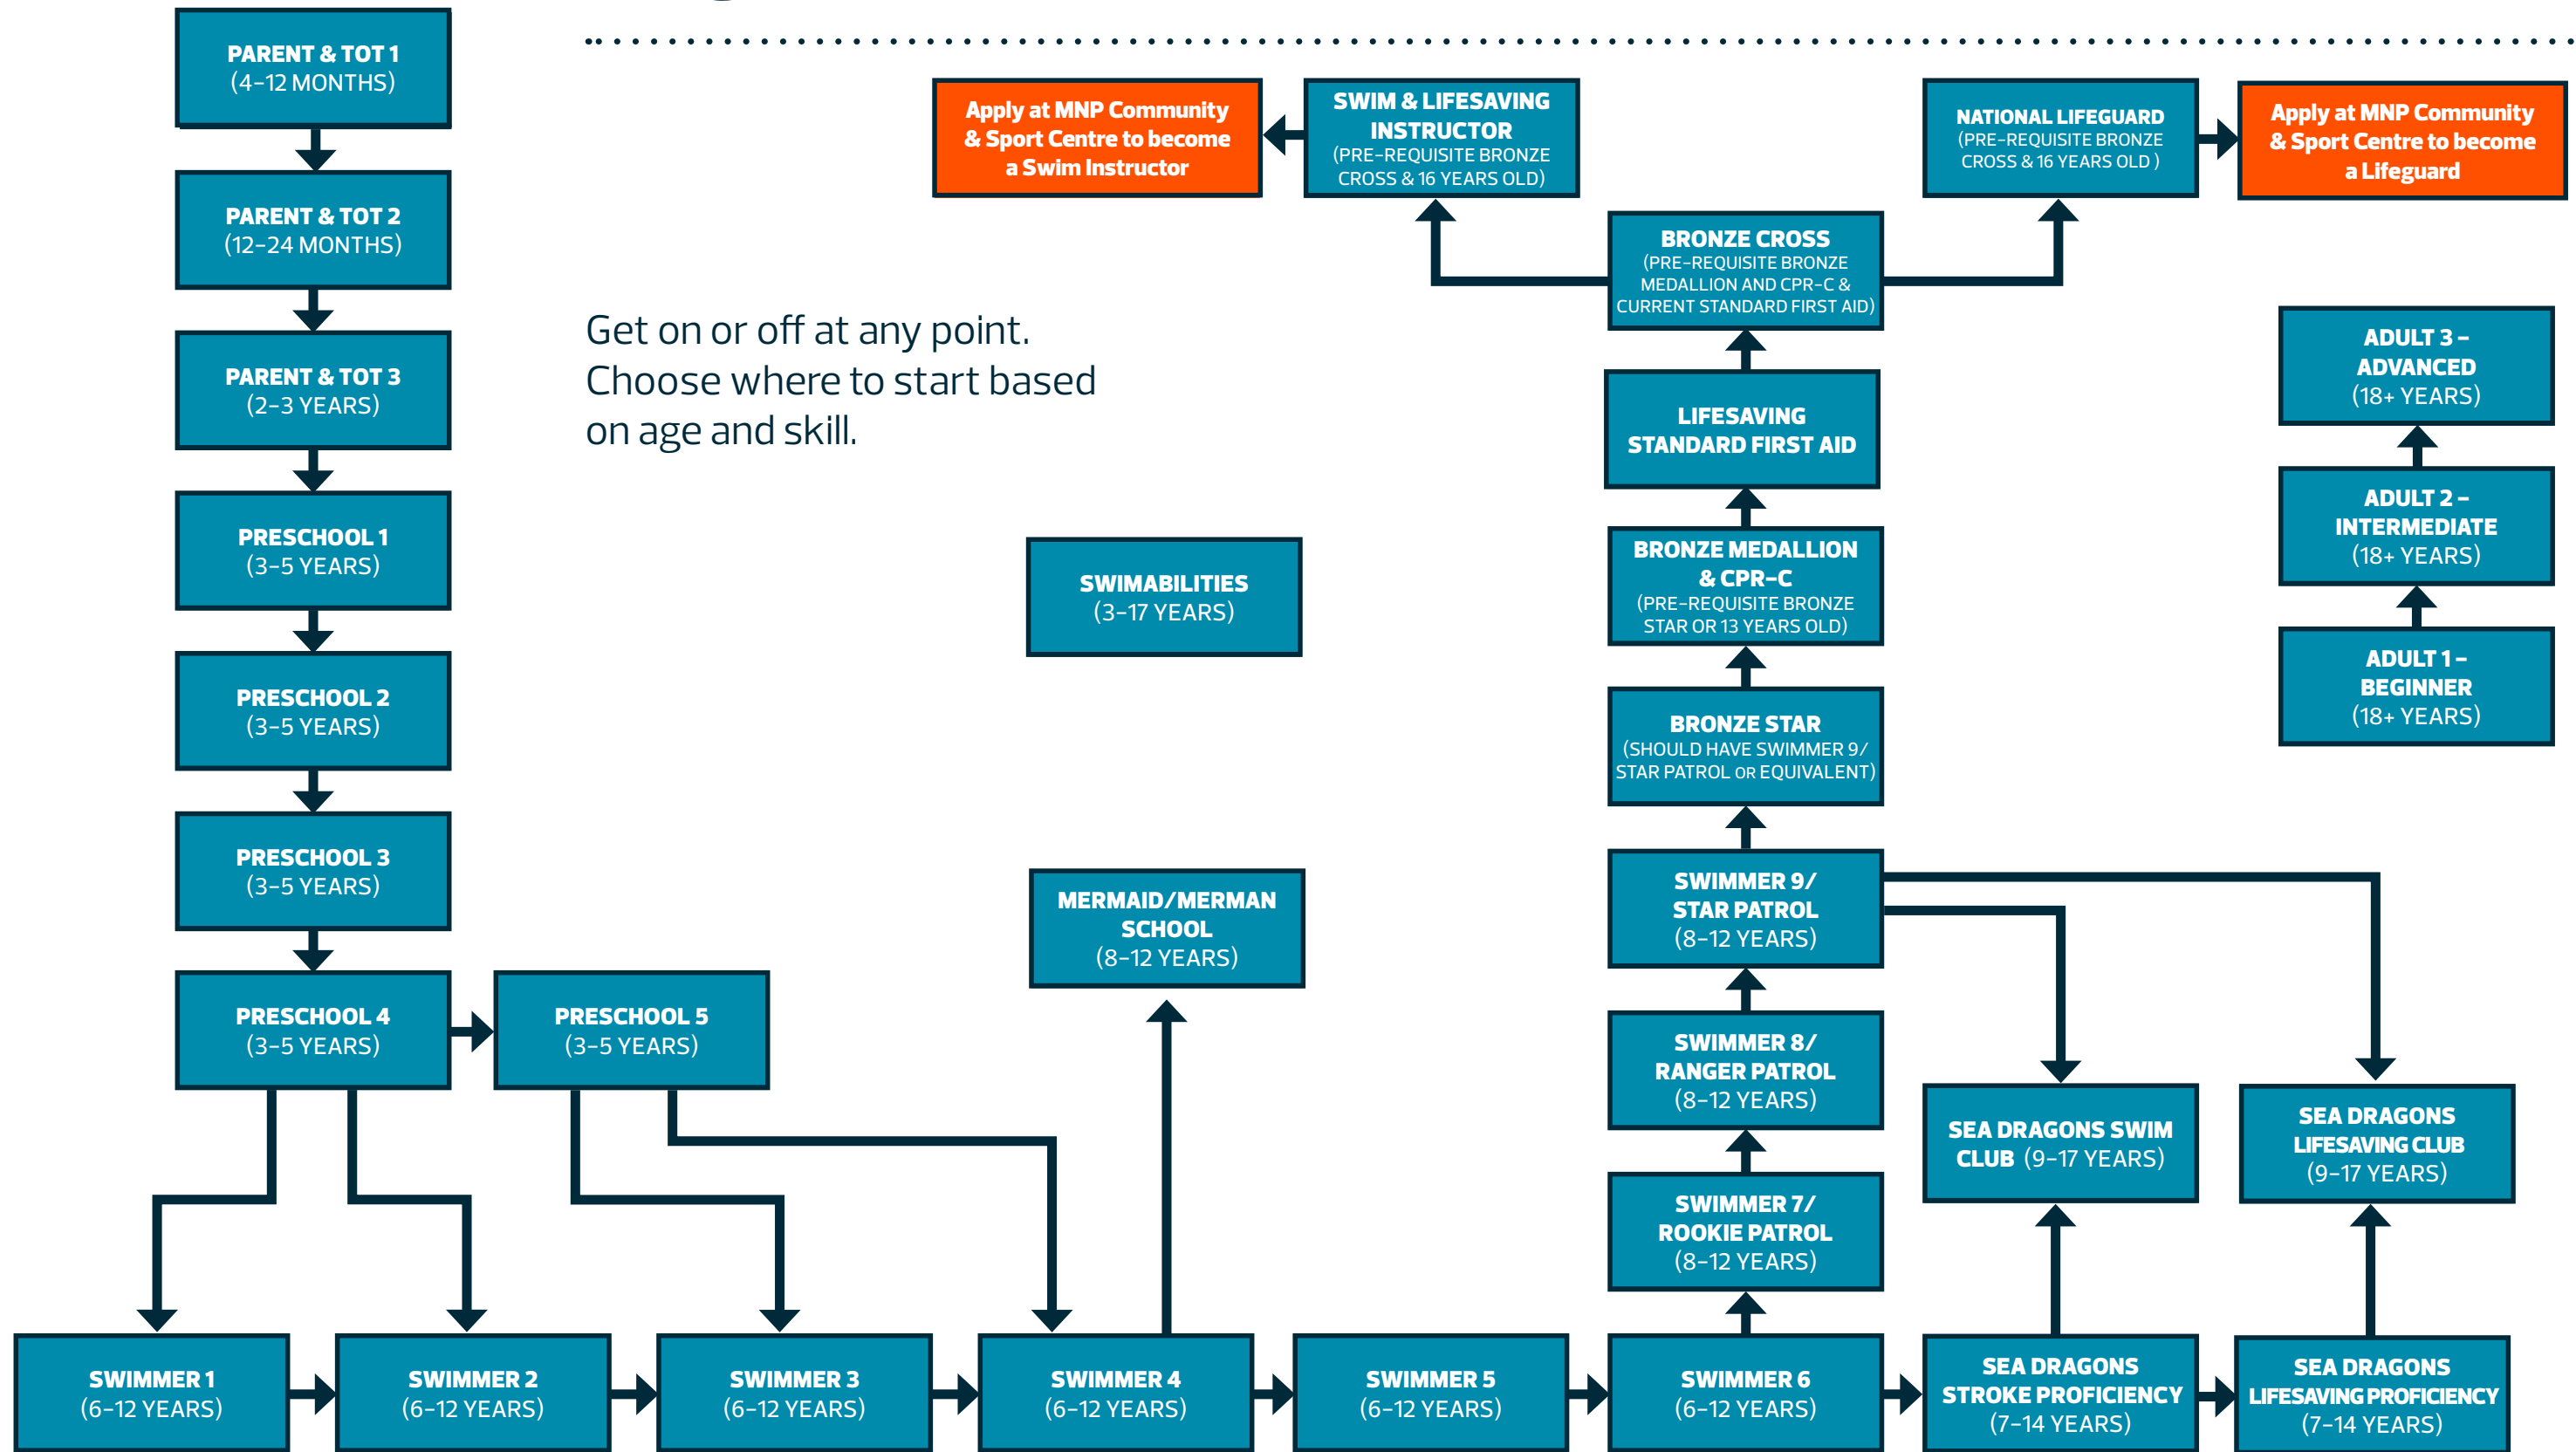 PARENT & TOT 1
(4-12 MONTHS)
PARENT & TOT 2
(12-24 MONTHS)
PARENT & TOT 3
(2-3 YEARS)
PRESCHOOL 1
(3-5 YEARS)
PRESCHOOL 2
(3-5 YEARS)
PRESCHOOL 3
(3-5 YEARS)
PRESCHOOL 4
(3-5 YEARS)
PRESCHOOL 5
(3-5 YEARS)
Get on or off at any point.
Choose where to start based
on age and skill.
Apply at MNP Community
& Sport Centre to become
a Swim Instructor
SWIM & LIFESAVING
INSTRUCTOR
(PRE-REQUISITE BRONZE
CROSS & 16 YEARS OLD)
NATIONAL LIFEGUARD
(PRE-REQUISITE BRONZE
CROSS & 16 YEARS OLD )
Apply at MNP Community
& Sport Centre to become
a Lifeguard
BRONZE CROSS
(PRE-REQUISITE BRONZE
MEDALLION AND CPR-C &
CURRENT STANDARD FIRST AID)
LIFESAVING
STANDARD FIRST AID
BRONZE MEDALLION
& CPR-C
(PRE-REQUISITE BRONZE
STAR OR 13 YEARS OLD)
BRONZE STAR
(SHOULD HAVE SWIMMER 9/
STAR PATROL OR EQUIVALENT)
SWIMMER 9/
STAR PATROL
(8-12 YEARS)
SWIMMER 8/
RANGER PATROL
(8-12 YEARS)
SWIMMER 7/
ROOKIE PATROL
(8-12 YEARS)
ADULT 3 -
ADVANCED
(18+ YEARS)
ADULT 2 -
INTERMEDIATE
(18+ YEARS)
ADULT 1 -
BEGINNER
(18+ YEARS)
SWIMABILITIES
(3-17 YEARS)
MERMAID/MERMAN
SCHOOL
(8-12 YEARS)
SEA DRAGONS SWIM
CLUB (9-17 YEARS)
SEA DRAGONS
LIFESAVING CLUB
(9-17 YEARS)
SWIMMER 1
(6-12 YEARS)
SWIMMER 2
(6-12 YEARS)
SWIMMER 3
(6-12 YEARS)
SWIMMER 4
(6-12 YEARS)
SWIMMER 5
(6-12 YEARS)
SWIMMER 6
(6-12 YEARS)
SEA DRAGONS
STROKE PROFICIENCY
(7-14 YEARS)
SEA DRAGONS
LIFESAVING PROFICIENCY
(7-14 YEARS)